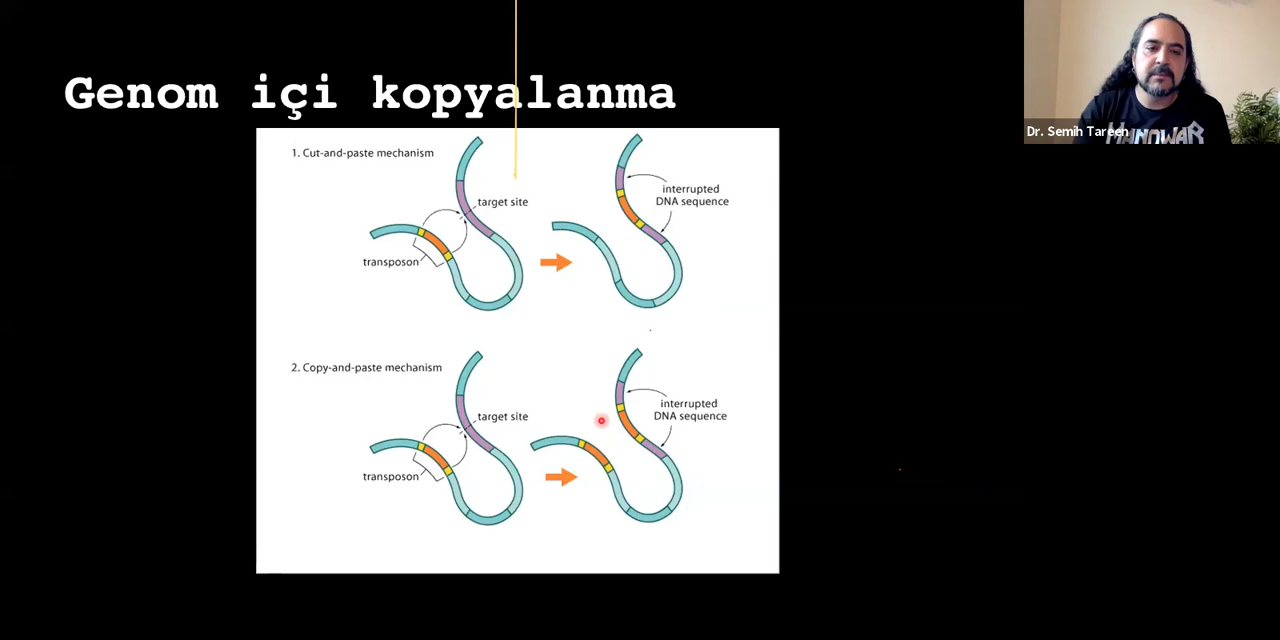 Genom içi kopyalanma
Dr. Semih Tareen
MANOWAR
1. Cut-and-paste mechanism
target site
transposon
interrupted
DNA sequence
2. Copy-and-paste mechanism
target site
transposon
interrupted
DNA sequence